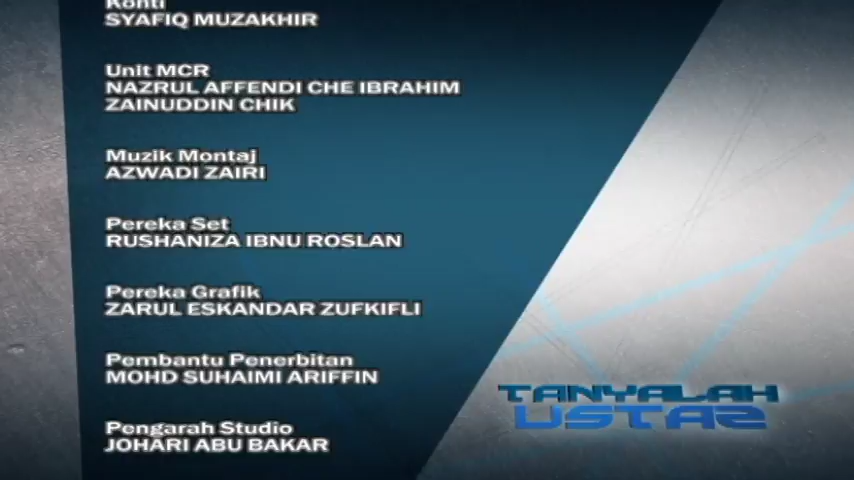 Konti
SYAFIQ MUZAKHIR
Unit MCR
NAZRUL AFFENDI CHE IBRAHIM
ZAINUDDIN CHIK
Muzik Montaj
AZWADI ZAIRI
Pereka Set
RUSHANIZA IBNU ROSLAN
Pereka Grafik
ZARUL ESKANDAR ZUFKIFLI
Pembantu Penerbitan
MOHD SUHAIMI ARIFFIN
Pengarah Studio
JOHARI ABU BAKAR
TANYALAH
USTAZ